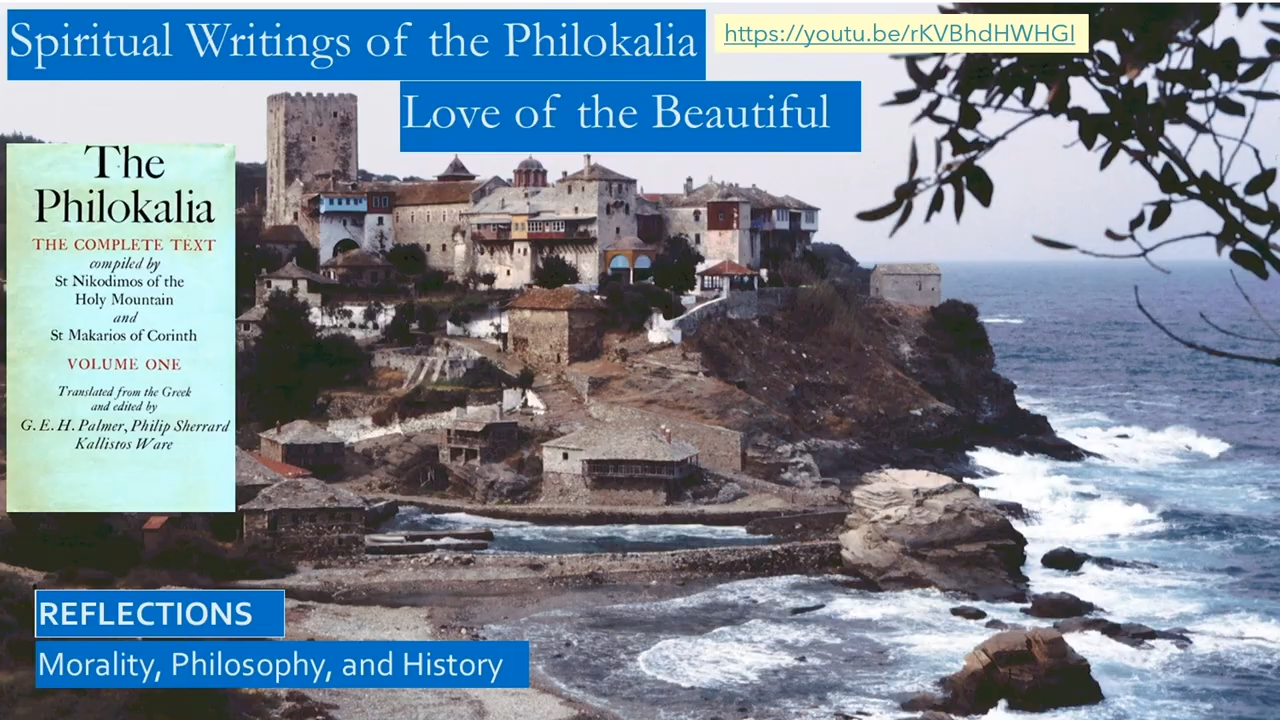 Spiritual Writings of the Philokalia
https://youtu.be/rKVBhdHWHGI
Love of the Beautiful
The
Philokalia
THE COMPLETE TEXT
compiled by
St Nikodimos of the
Holy Mountain
and
St Makarios of Corinth
VOLUME ONE
Translated from the Greek
and edited by
G. E. H. Palmer, Philip Sherrard
Kallistos Ware
REFLECTIONS
Morality, Philosophy, and History